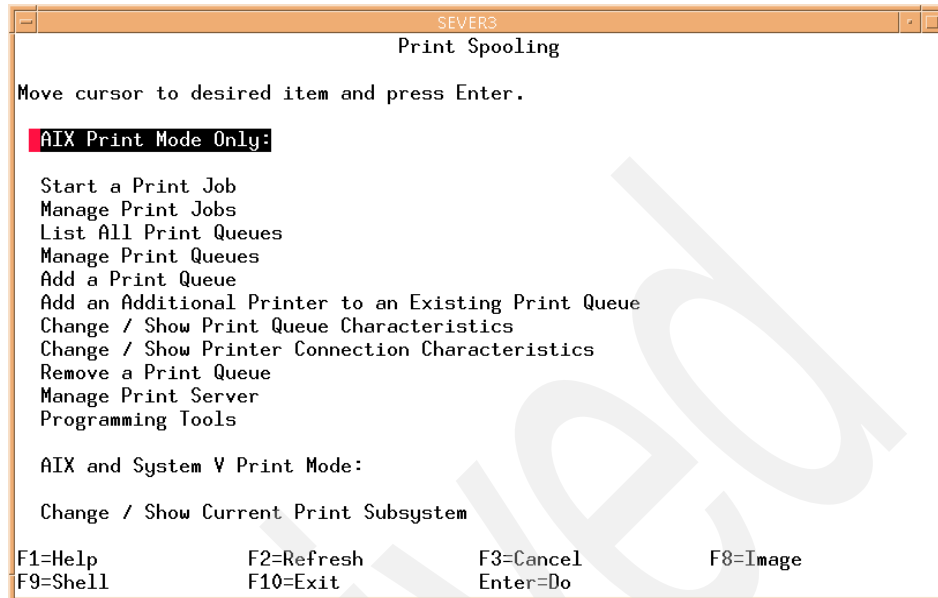 SEVER3
Print Spooling
Move cursor to desired item and press Enter.
AIX Print Mode Only:
Start a Print Job
Manage Print Jobs
List All Print Queues
Manage Print Queues
Add a Print Queue
Add an Additional Printer to an Existing Print Queue
Change / Show Print Queue Characteristics
Change / Show Printer Connection Characteristics
Remove a Print Queue
Manage Print Server
Programming Tools
AIX and System V Print Mode:
Change / Show Current Print Subsystem
F1=Help F2=Refresh F3=Cancel F8=Image
F9=Shell F10=Exit Enter=Do